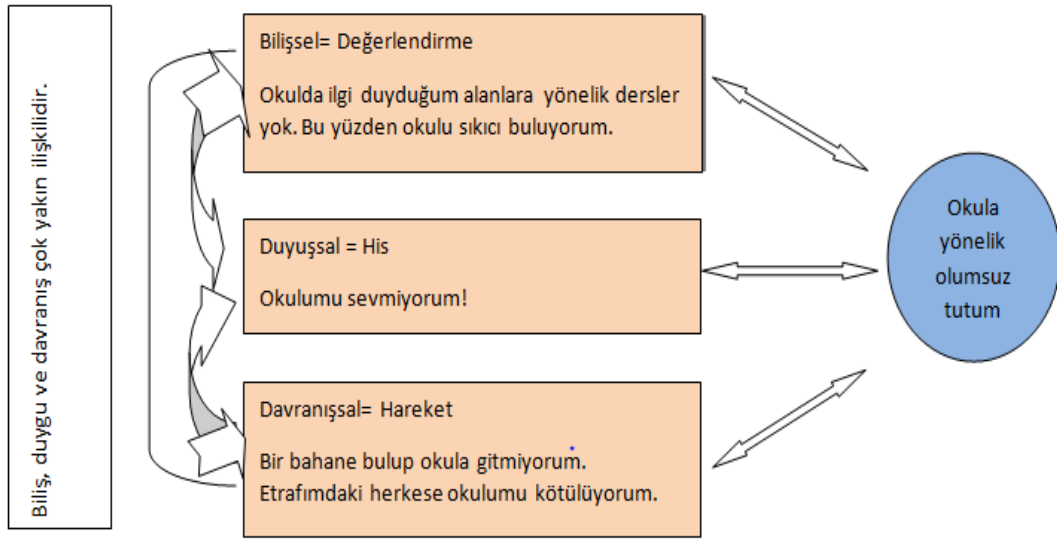 Biliş, duygu ve davranış çok yakın ilişkilidir.
Bilişsel= Değerlendirme
Okulda ilgi duyduğum alanlara yönelik dersler
yok. Bu yüzden okulu sıkıcı buluyorum.
Duyuşsal = His
Okulumu sevmiyorum!
Davranışsal= Hareket
Bir bahane bulup okula gitmiyorum.
Etrafımdaki herkese okulumu kötülüyorum.
Okula
yönelik
olumsuz
tutum